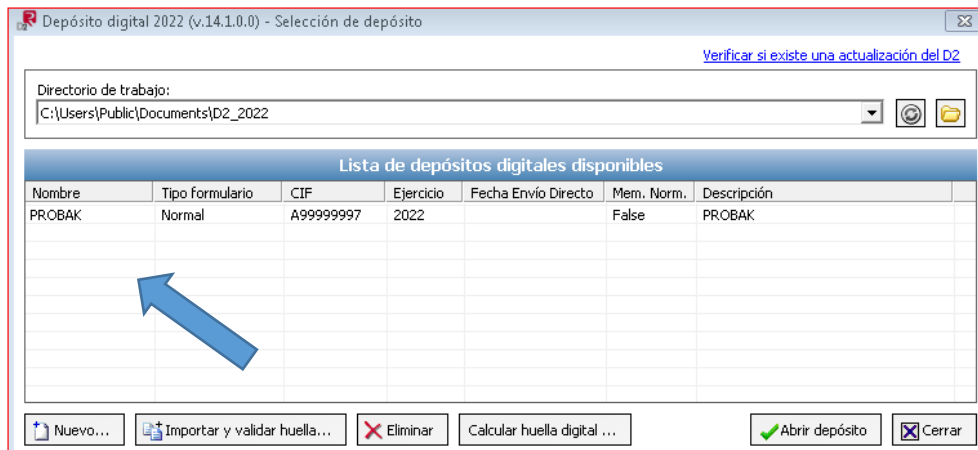 Depósito digital 2022 (v.14.1.0.0) - Selección de depósito
Verificar si existe una actualización del D2
Directorio de trabajo:
C:\Users\Public\Documents\D2_2022
Lista de depósitos digitales disponibles
Nombre Tipo formulario CIF Ejercicio Fecha Envío Directo Mem. Norm. Descripción
PROBAK Normal A99999997 2022 False PROBAK
Nuevo... Importar y validar huella... Eliminar Calcular huella digital ... Abrir depósito Cerrar